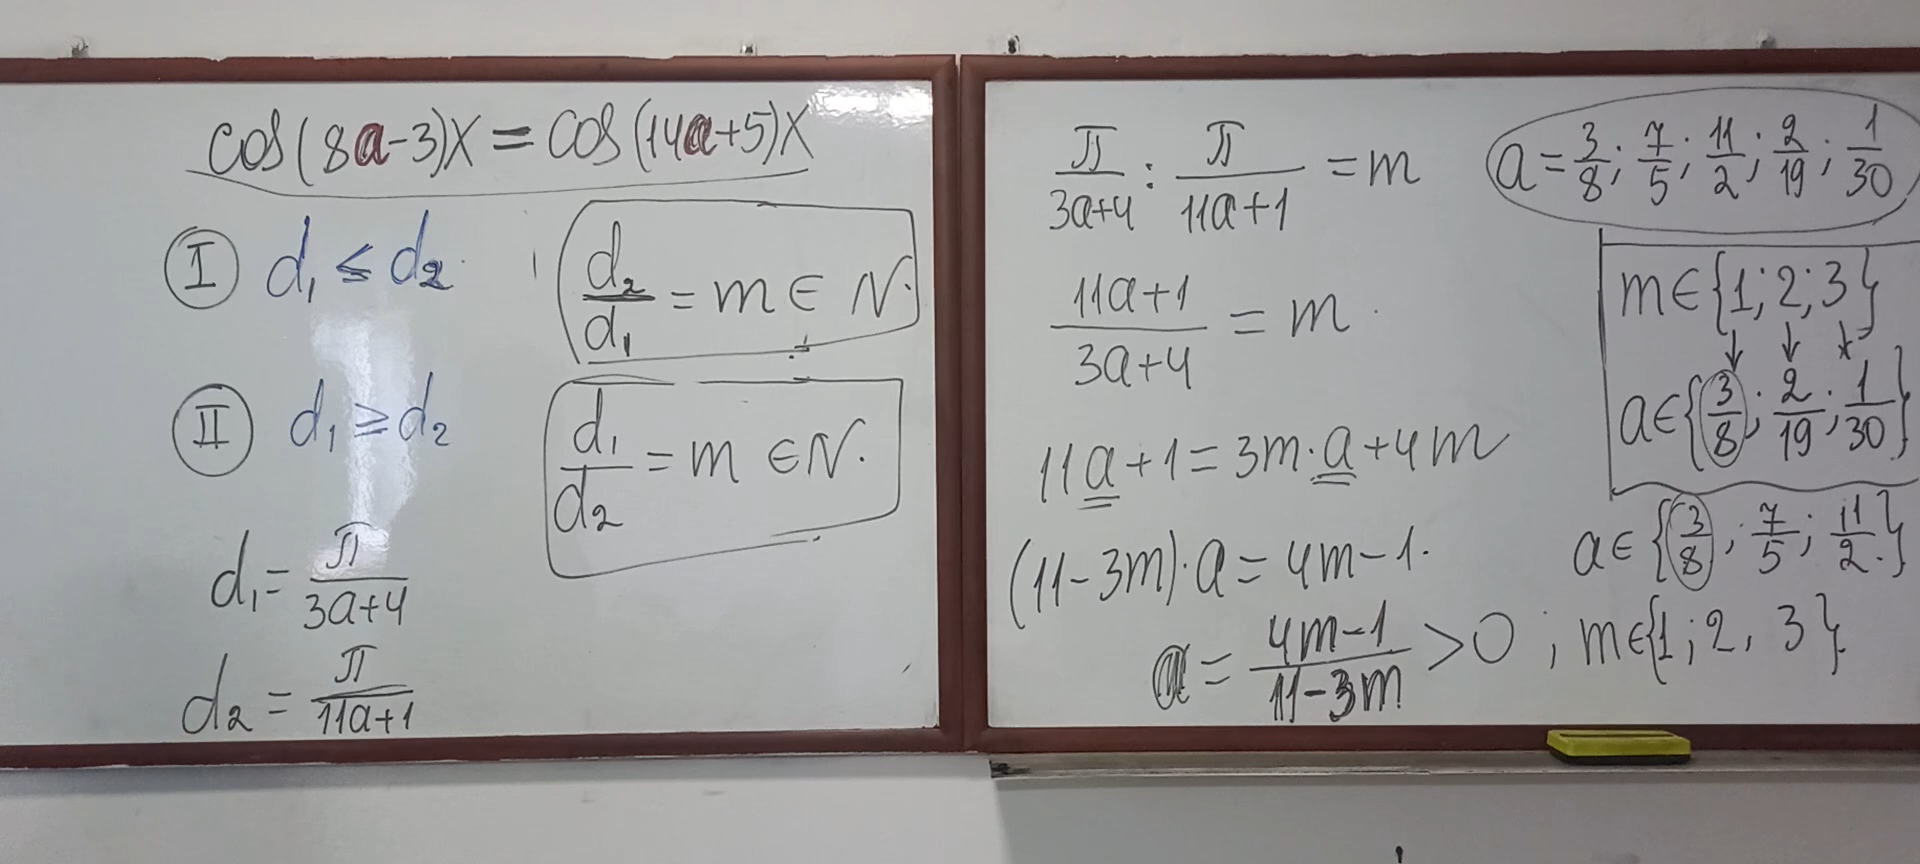 cos(8a-3)x = cos(14a+5)x
I d₁ ≤ d₂
d₂/d₁ = m ∈ N.
II d₁ ≥ d₂
d₁/d₂ = m ∈ N.
d₁ = π/(3a+4)
d₂ = π/(11a+1)
π/(3a+4) : π/(11a+1) = m
(11a+1)/(3a+4) = m
11a+1 = 3m·a+4m
(11-3m)·a = 4m-1.
a = (4m-1)/(11-3m) > 0 ; m∈{1; 2, 3}
a = 3/8; 7/5; 11/2; 2/19; 1/30
m∈{1; 2; 3}
↓ ↓ ↓
a∈{3/8; 2/19; 1/30}
a∈{3/8; 7/5; 11/2.}